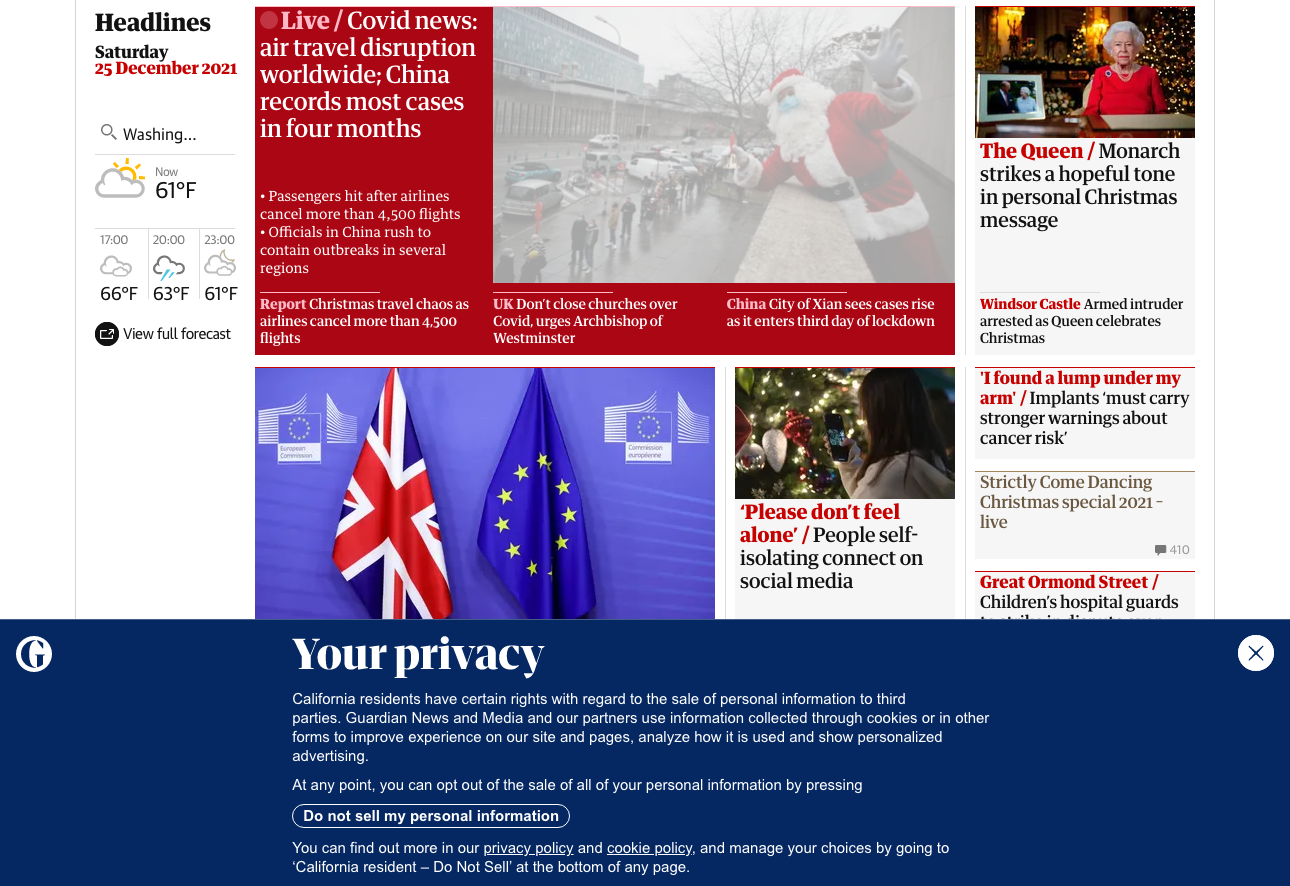 Headlines
Saturday
25 December 2021
Washing...
Now
61°F
17:00
20:00
23:00
66°F
63°F
61°F
View full forecast
Live / Covid news:
air travel disruption
worldwide; China
records most cases
in four months
• Passengers hit after airlines
cancel more than 4,500 flights
• Officials in China rush to
contain outbreaks in several
regions
Report Christmas travel chaos as
airlines cancel more than 4,500
flights
UK Don’t close churches over
Covid, urges Archbishop of
Westminster
China City of Xian sees cases rise
as it enters third day of lockdown
The Queen / Monarch
strikes a hopeful tone
in personal Christmas
message
Windsor Castle Armed intruder
arrested as Queen celebrates
Christmas
European
Commission
Commission
européenne
‘Please don’t feel
alone’ / People self-
isolating connect on
social media
'I found a lump under my
arm' / Implants ‘must carry
stronger warnings about
cancer risk’
Strictly Come Dancing
Christmas special 2021 –
live
410
Great Ormond Street /
Children’s hospital guards
Your privacy
California residents have certain rights with regard to the sale of personal information to third
parties. Guardian News and Media and our partners use information collected through cookies or in other
forms to improve experience on our site and pages, analyze how it is used and show personalized
advertising.
At any point, you can opt out of the sale of all of your personal information by pressing
Do not sell my personal information
You can find out more in our privacy policy and cookie policy, and manage your choices by going to
‘California resident – Do Not Sell’ at the bottom of any page.